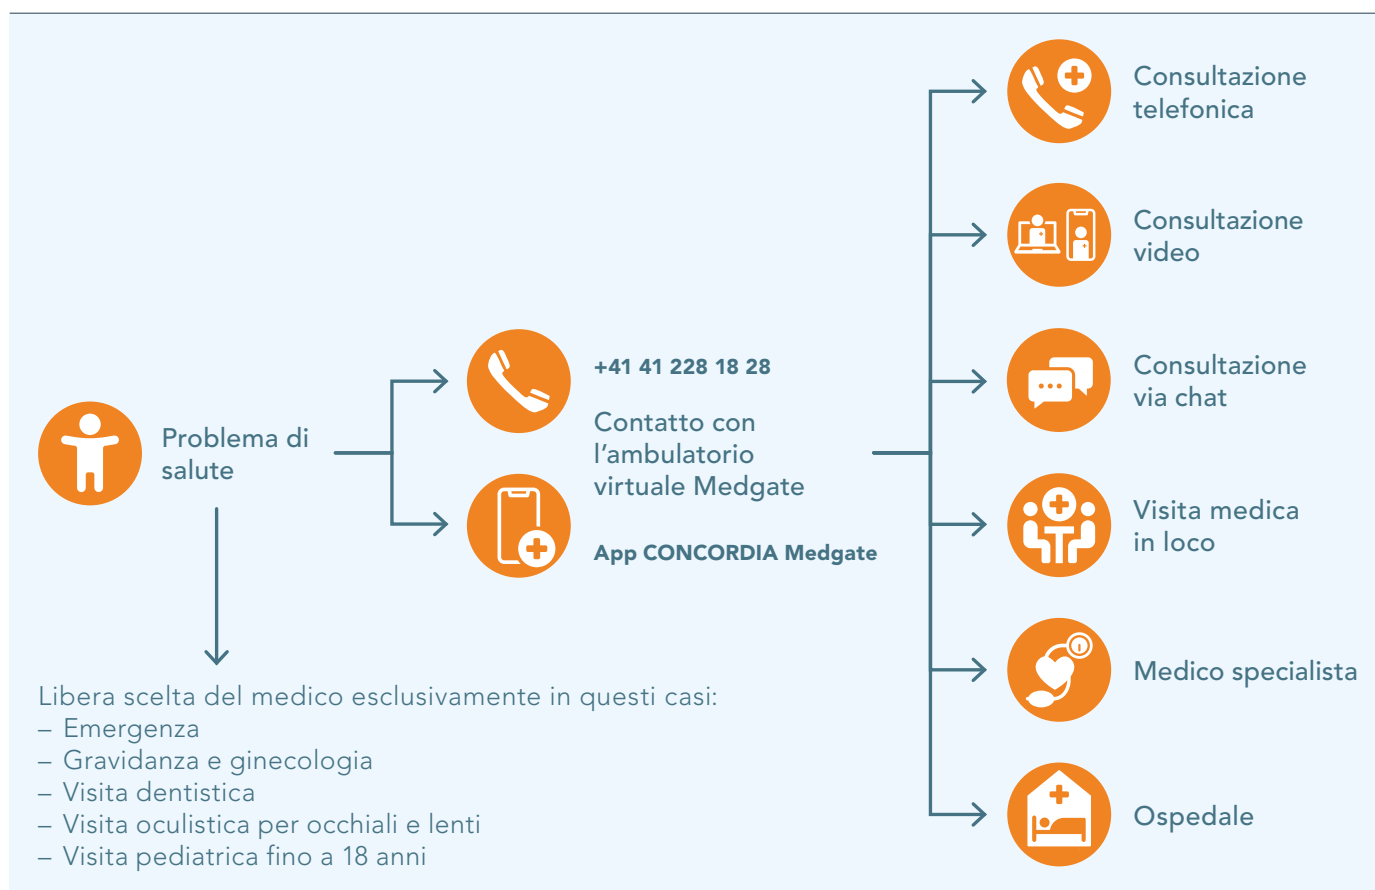 Problema di
salute
+41 41 228 18 28
Contatto con
l'ambulatorio
virtuale Medgate
App CONCORDIA Medgate
Consultazione
telefonica
Consultazione
video
Consultazione
via chat
Visita medica
in loco
Medico specialista
Ospedale
Libera scelta del medico esclusivamente in questi casi:
– Emergenza
– Gravidanza e ginecologia
– Visita dentistica
– Visita oculistica per occhiali e lenti
– Visita pediatrica fino a 18 anni